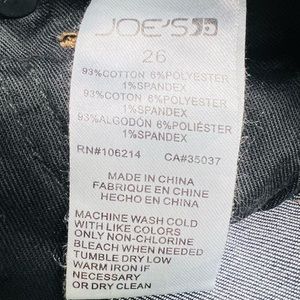 JOE'S
26
93%COTTON 6%POLYESTER
1%SPANDEX
93%COTON 6%POLYESTER
1%SPANDEX
93%ALGODÓN 6%POLIÉSTER
1%SPANDEX
RN#106214 CA#35037
MADE IN CHINA
FABRIQUE EN CHINE
HECHO EN CHINA
MACHINE WASH COLD
WITH LIKE COLORS
ONLY NON-CHLORINE
BLEACH WHEN NEEDED
TUMBLE DRY LOW
WARM IRON IF
NECESSARY
OR DRY CLEAN